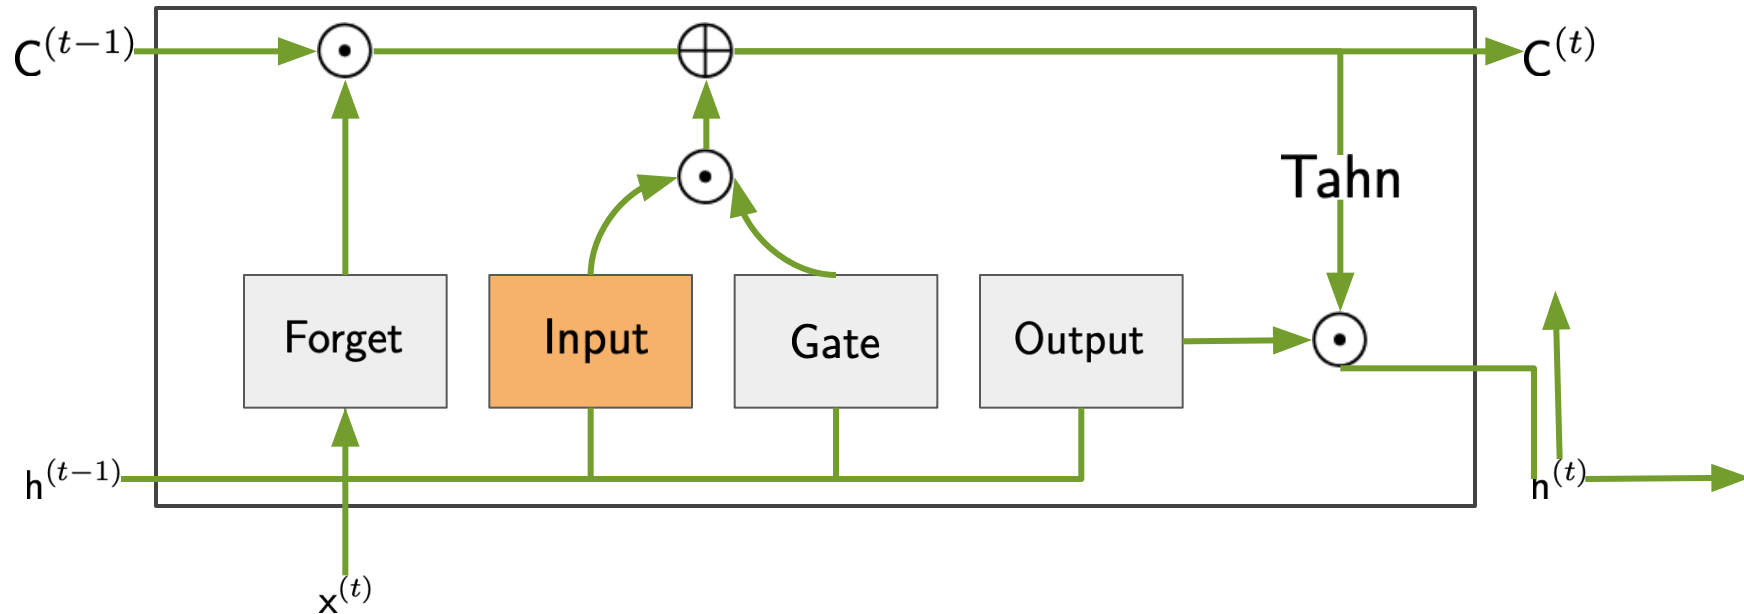 C^{(t-1)}
C^{(t)}
Tahn
Forget
Input
Gate
Output
h^{(t-1)}
h^{(t)}
x^{(t)}